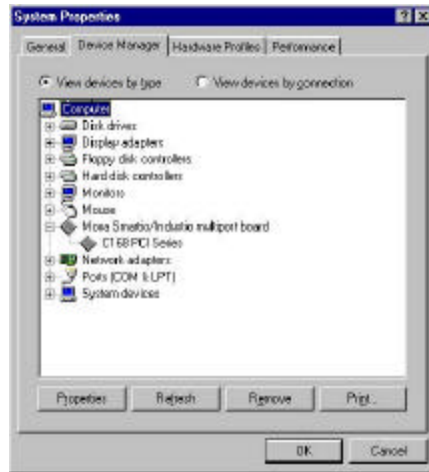 System Properties
General Device Manager Hardware Profiles Performance
View devices by type View devices by connection
Computer
Disk drives
Display adapters
Floppy disk controllers
Hard disk controllers
Monitors
Mouse
Moxa Smartio/Industio multiport board
C168 PCI Series
Network adapters
Ports (COM & LPT)
System devices
Properties Refresh Remove Print...
OK Cancel